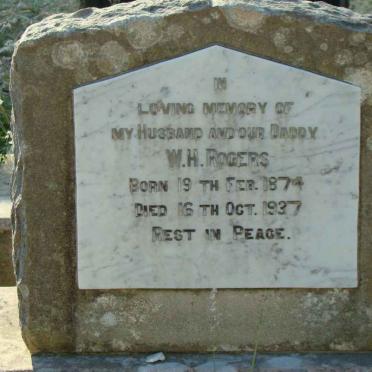 IN
LOVING MEMORY OF
MY HUSBAND AND OUR DADDY
W.H. ROGERS
BORN 19 TH FEB. 1874
DIED 16 TH OCT. 1937
REST IN PEACE.